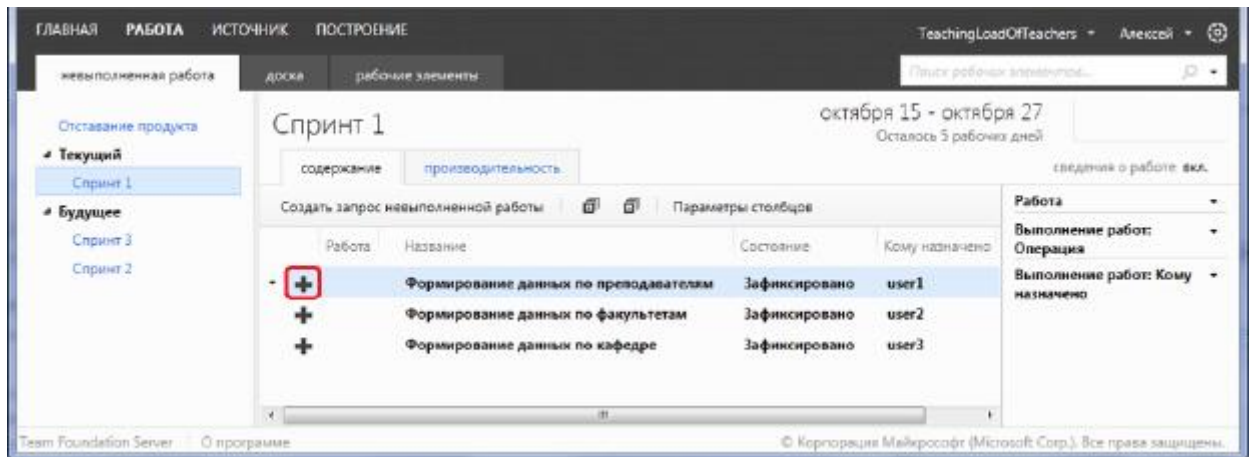 ГЛАВНАЯ РАБОТА ИСТОЧНИК ПОСТРОЕНИЕ TeachingLoadOfTeachers Алексей
невыполненная работа доска рабочие элементы Поиск рабочих элементов...
Отставание продукта
Текущий
Спринт 1
Будущее
Спринт 3
Спринт 2
Спринт 1
октября 15 - октября 27
Осталось 5 рабочих дней
содержание производительность
сведения о работе вкл.
Создать запрос невыполненной работы Параметры столбцов
Работа Название Состояние Кому назначено
Формирование данных по преподавателям Зафиксировано user1
Формирование данных по факультетам Зафиксировано user2
Формирование данных по кафедре Зафиксировано user3
Работа
Выполнение работ:
Операция
Выполнение работ: Кому
назначено
Team Foundation Server О программе © Корпорация Майкрософт (Microsoft Corp.). Все права защищены.